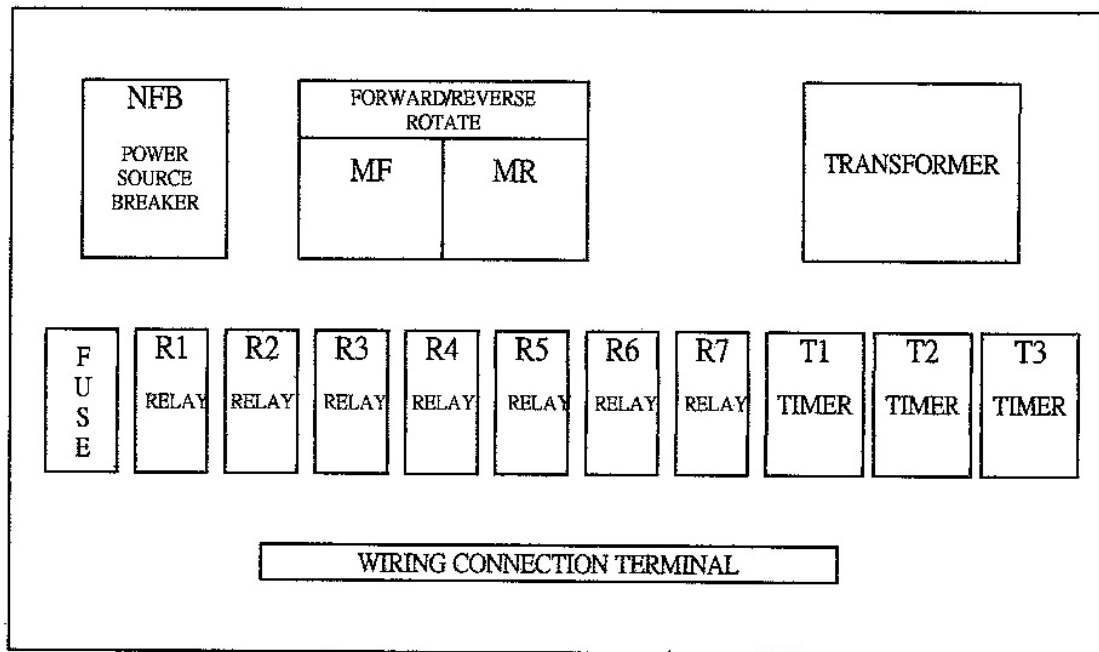 NFB
POWER
SOURCE
BREAKER
FORWARD/REVERSE
ROTATE
MF
MR
TRANSFORMER
F
U
S
E
R1
RELAY
R2
RELAY
R3
RELAY
R4
RELAY
R5
RELAY
R6
RELAY
R7
RELAY
T1
TIMER
T2
TIMER
T3
TIMER
WIRING CONNECTION TERMINAL